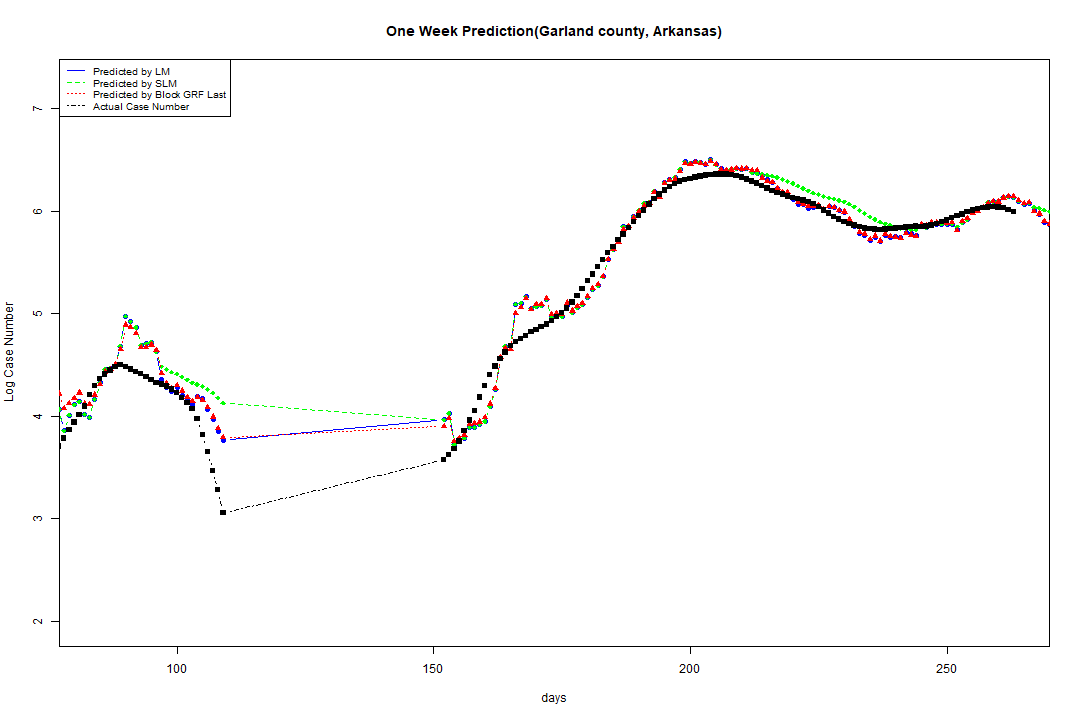 One Week Prediction(Garland county, Arkansas)
Predicted by LM
Predicted by SLM
Predicted by Block GRF Last
Actual Case Number
Log Case Number
7
6
5
4
3
2
100 150 200 250
days